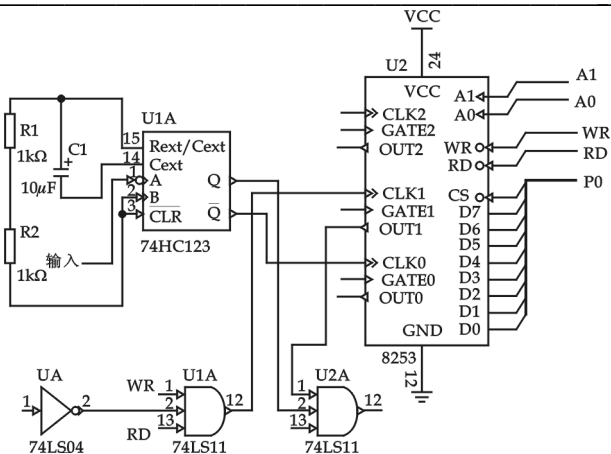 VCC
U2
24
VCC
A1
A0
WR
RD
CS
D7
D6
D5
D4
D3
D2
D1
D0
CLK2
GATE2
OUT2
CLK1
GATE1
OUT1
CLK0
GATE0
OUT0
GND
8253
12
A1
A0
WR
RD
P0
R1
1kΩ
C1
+
10μF
R2
1kΩ
输入
U1A
15
14
1
2
3
Rext/Cext
Cext
A
B
CLR
Q
Q
74HC123
UA
1
2
74LS04
WR
RD
U1A
1
2
13
12
74LS11
U2A
1
2
13
12
74LS11